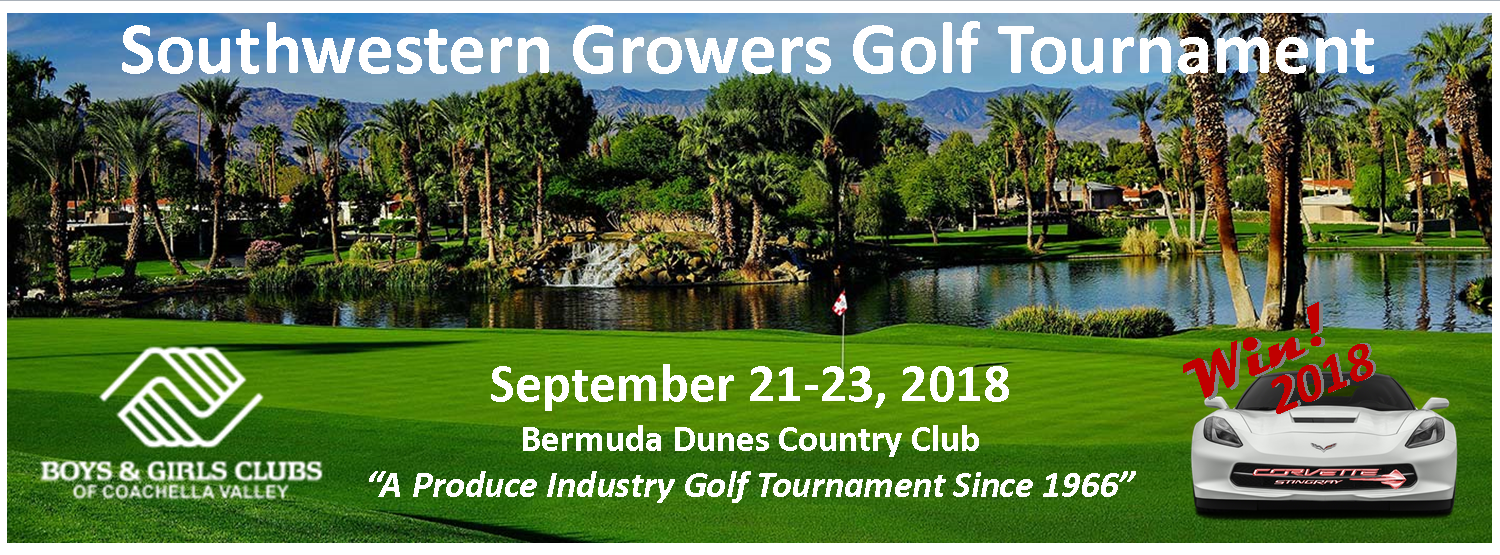 Southwestern Growers Golf Tournament
Win!
2018
September 21-23, 2018
Bermuda Dunes Country Club
“A Produce Industry Golf Tournament Since 1966”
BOYS & GIRLS CLUBS
OF COACHELLA VALLEY
CORVETTE
STINGRAY